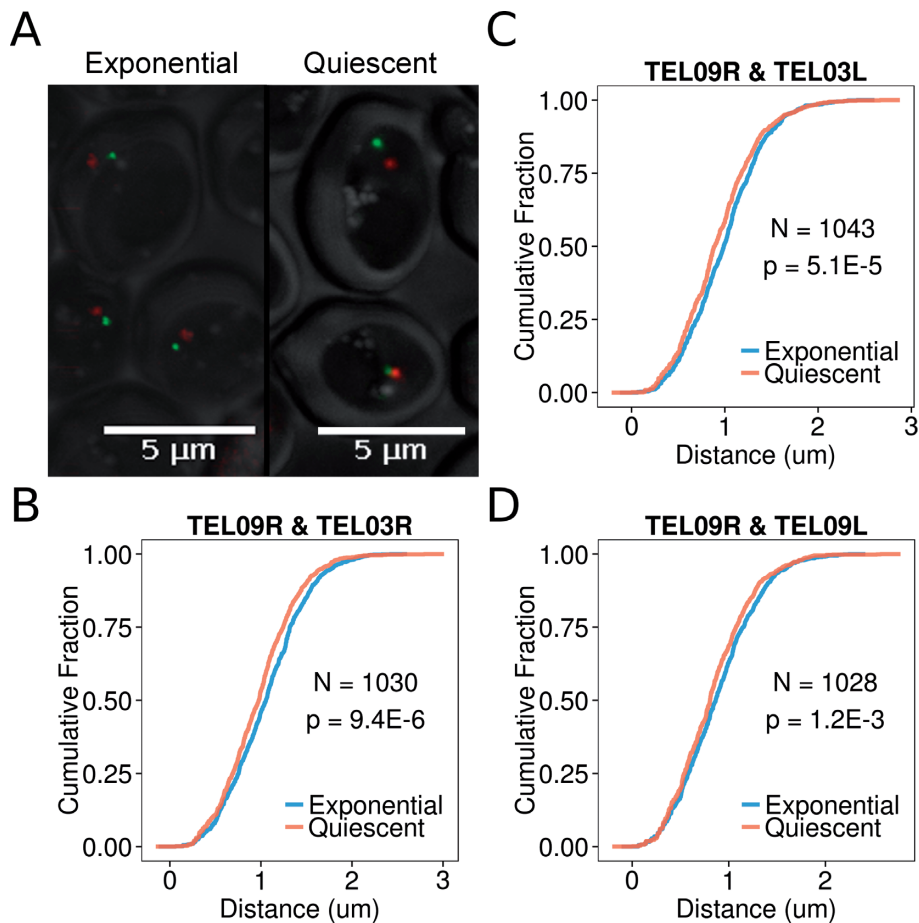 A
Exponential
Quiescent
5 μm
5 μm
B
TEL09R & TEL03R
Cumulative Fraction
1.00
0.75
0.50
0.25
0.00
N = 1030
p = 9.4E-6
Exponential
Quiescent
0 1 2 3
Distance (um)
C
TEL09R & TEL03L
Cumulative Fraction
1.00
0.75
0.50
0.25
0.00
N = 1043
p = 5.1E-5
Exponential
Quiescent
0 1 2 3
Distance (um)
D
TEL09R & TEL09L
Cumulative Fraction
1.00
0.75
0.50
0.25
0.00
N = 1028
p = 1.2E-3
Exponential
Quiescent
0 1 2
Distance (um)